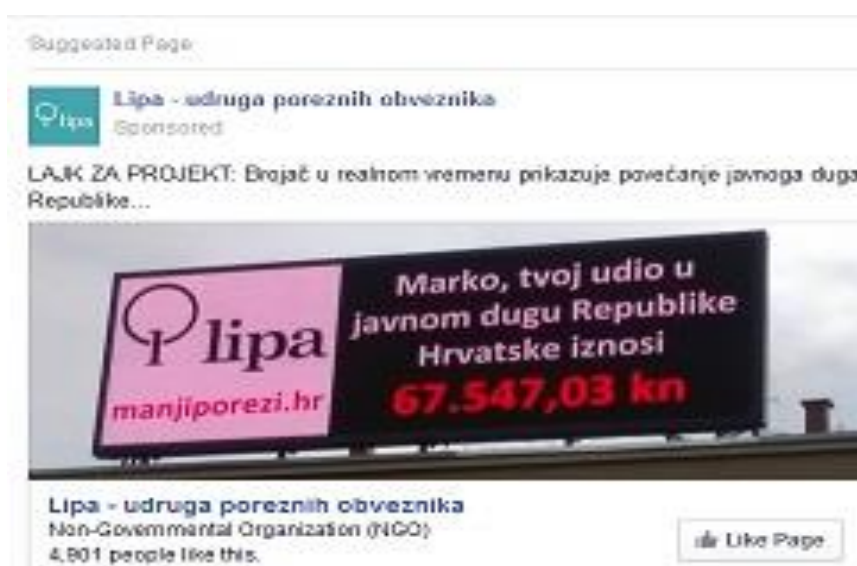 Suggested Page
lipa
Lipa - udruga poreznih obveznika
Sponsored
LAJK ZA PROJEKT: Brojač u realnom vremenu prikazuje povećanje javnoga duga
Republike...
lipa
manjiporezi.hr
Marko, tvoj udio u
javnom dugu Republike
Hrvatske iznosi
67.547,03 kn
Lipa - udruga poreznih obveznika
Non-Governmental Organization (NGO)
4,901 people like this.
Like Page